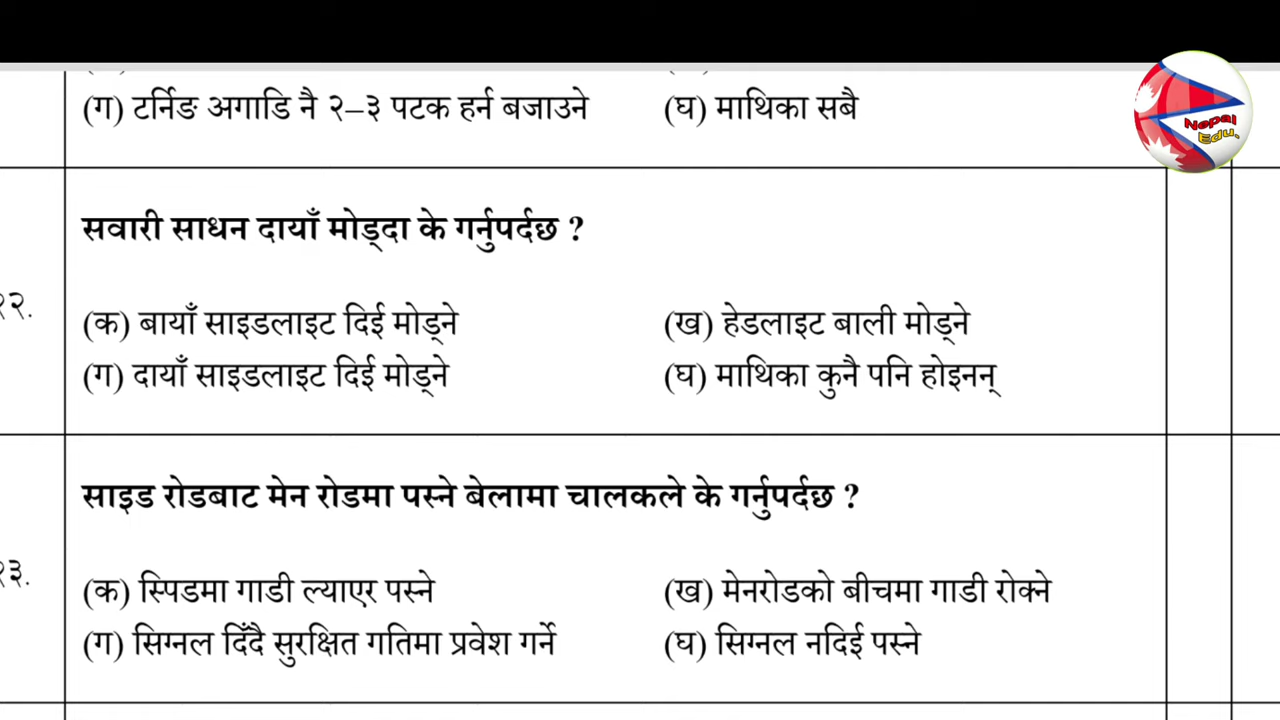 (ग) टर्निङ अगाडि नै २–३ पटक हर्न बजाउने (घ) माथिका सबै
Nepal
Edu.
सवारी साधन दायाँ मोड्दा के गर्नुपर्दछ ?
२२.
(क) बायाँ साइडलाइट दिई मोड्ने (ख) हेडलाइट बाली मोड्ने
(ग) दायाँ साइडलाइट दिई मोड्ने (घ) माथिका कुनै पनि होइनन्
साइड रोडबाट मेन रोडमा पस्ने बेलामा चालकले के गर्नुपर्दछ ?
२३.
(क) स्पिडमा गाडी ल्याएर पस्ने (ख) मेनरोडको बीचमा गाडी रोक्ने
(ग) सिग्नल दिँदै सुरक्षित गतिमा प्रवेश गर्ने (घ) सिग्नल नदिई पस्ने